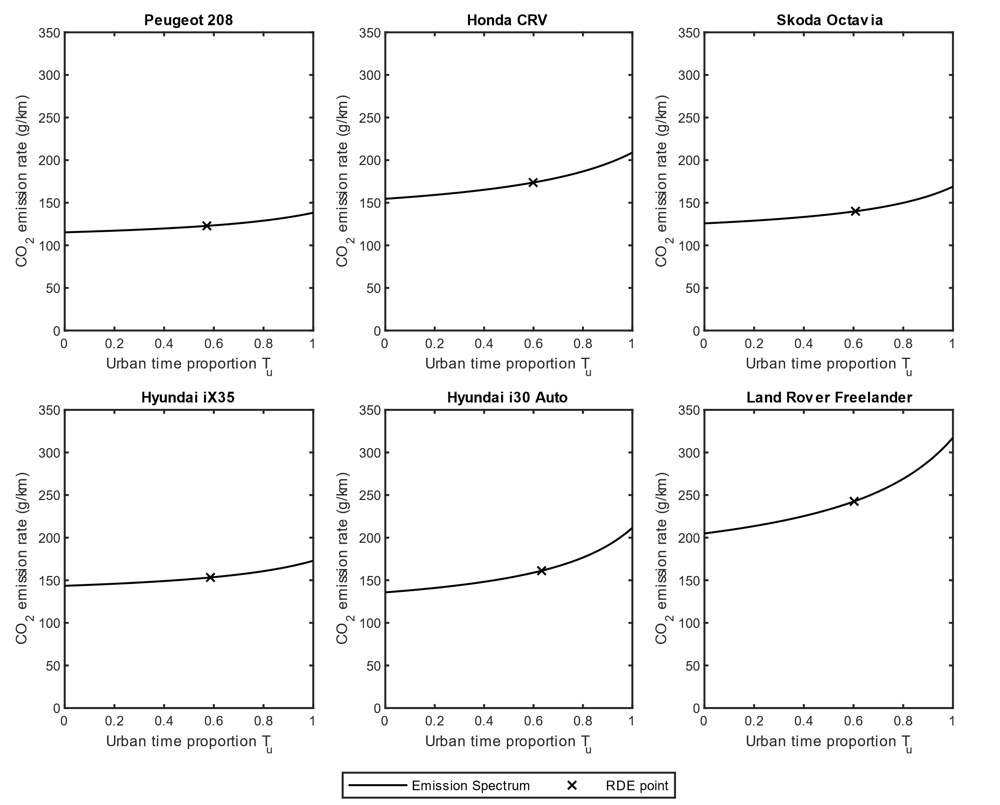 Peugeot 208
Honda CRV
Skoda Octavia
350
300
250
200
150
100
50
0
CO2 emission rate (g/km)
0 0.2 0.4 0.6 0.8 1
Urban time proportion Tu
350
300
250
200
150
100
50
0
CO2 emission rate (g/km)
0 0.2 0.4 0.6 0.8 1
Urban time proportion Tu
350
300
250
200
150
100
50
0
CO2 emission rate (g/km)
0 0.2 0.4 0.6 0.8 1
Urban time proportion Tu
Hyundai iX35
Hyundai i30 Auto
Land Rover Freelander
350
300
250
200
150
100
50
0
CO2 emission rate (g/km)
0 0.2 0.4 0.6 0.8 1
Urban time proportion Tu
350
300
250
200
150
100
50
0
CO2 emission rate (g/km)
0 0.2 0.4 0.6 0.8 1
Urban time proportion Tu
350
300
250
200
150
100
50
0
CO2 emission rate (g/km)
0 0.2 0.4 0.6 0.8 1
Urban time proportion Tu
Emission Spectrum
RDE point